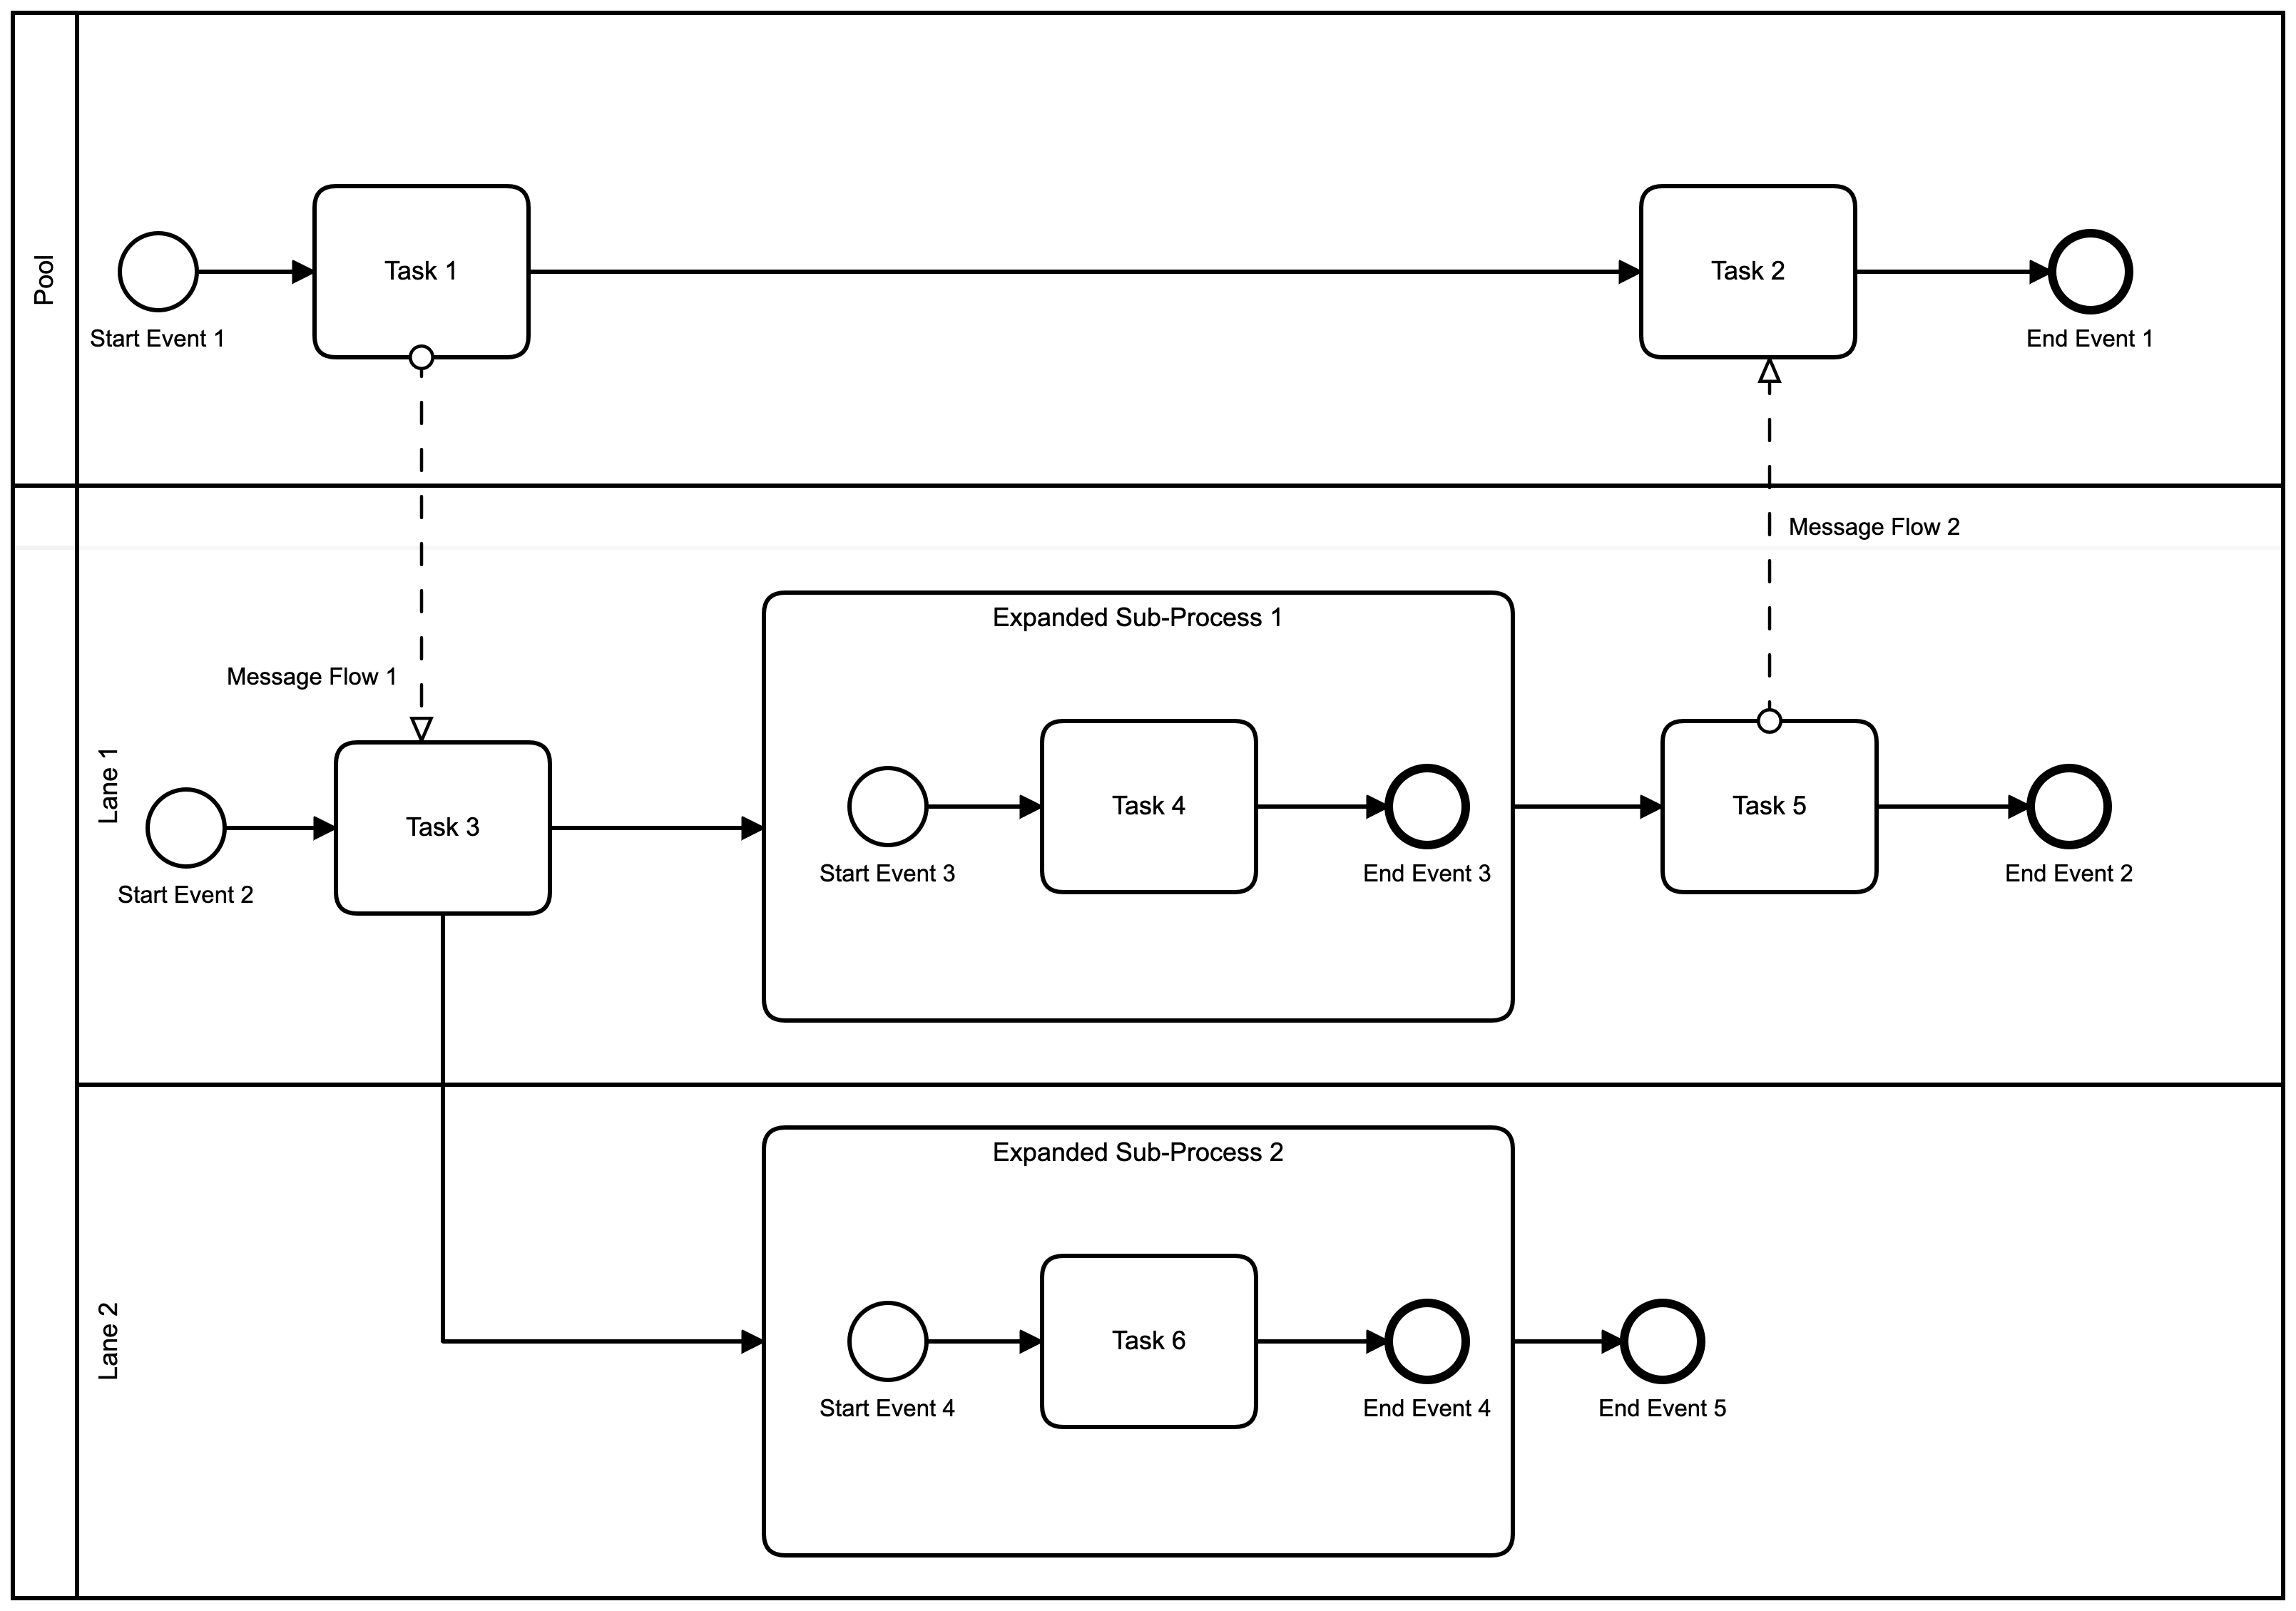 Pool
Task 1
Task 2
Start Event 1
End Event 1
Message Flow 2
Expanded Sub-Process 1
Message Flow 1
Lane 1
Task 3
Task 4
Task 5
Start Event 2
Start Event 3
End Event 3
End Event 2
Expanded Sub-Process 2
Lane 2
Task 6
Start Event 4
End Event 4
End Event 5